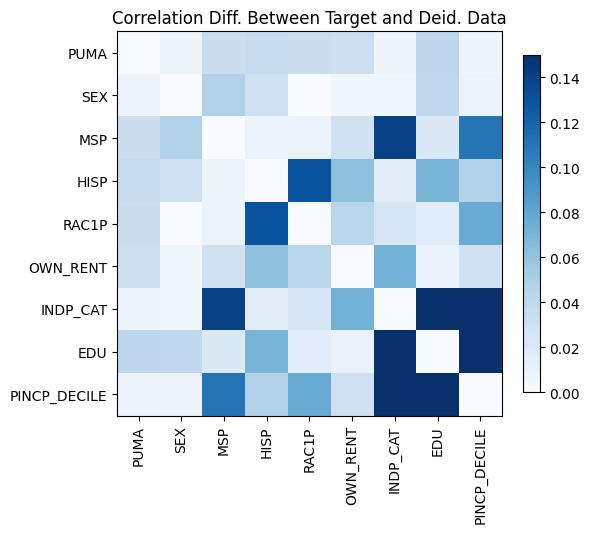 Correlation Diff. Between Target and Deid. Data
PUMA
SEX
MSP
HISP
RAC1P
OWN_RENT
INDP_CAT
EDU
PINCP_DECILE
PUMA
SEX
MSP
HISP
RAC1P
OWN_RENT
INDP_CAT
EDU
PINCP_DECILE
0.14
0.12
0.10
0.08
0.06
0.04
0.02
0.00